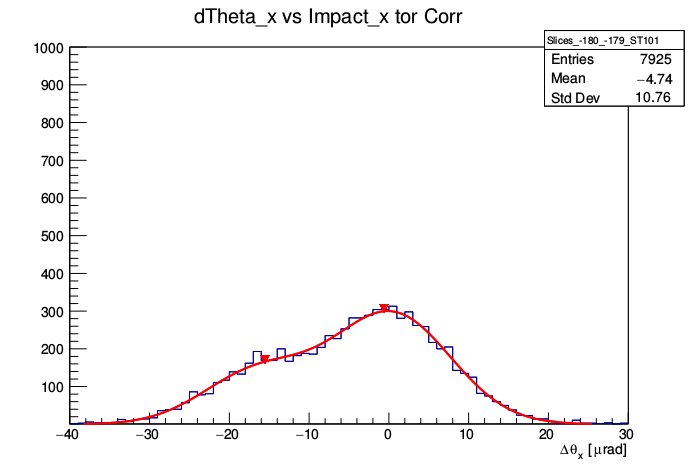 dTheta_x vs Impact_x tor Corr
Slices_-180_-179_ST101
Entries 7925
Mean −4.74
Std Dev 10.76
1000
900
800
700
600
500
400
300
200
100
−40 −30 −20 −10 0 10 20 30
Δθx [μrad]